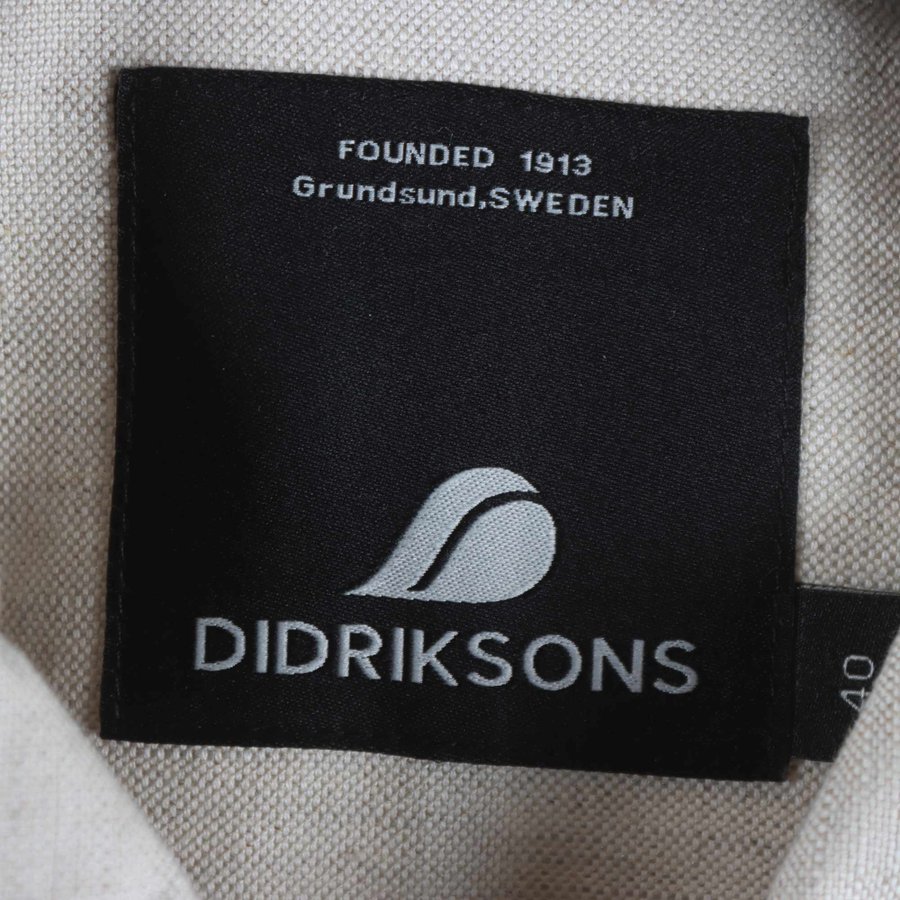 FOUNDED 1913
Grundsund,SWEDEN
DIDRIKSONS
40